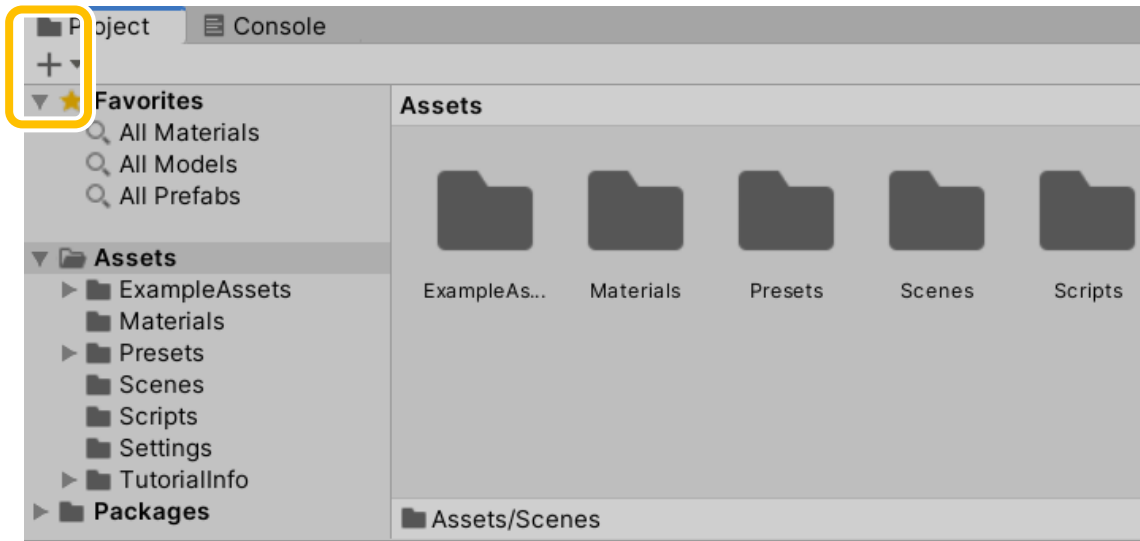 Project Console
Favorites
All Materials
All Models
All Prefabs
Assets
ExampleAssets
Materials
Presets
Scenes
Scripts
Settings
TutorialInfo
Packages
Assets
ExampleAs... Materials Presets Scenes Scripts
Assets/Scenes